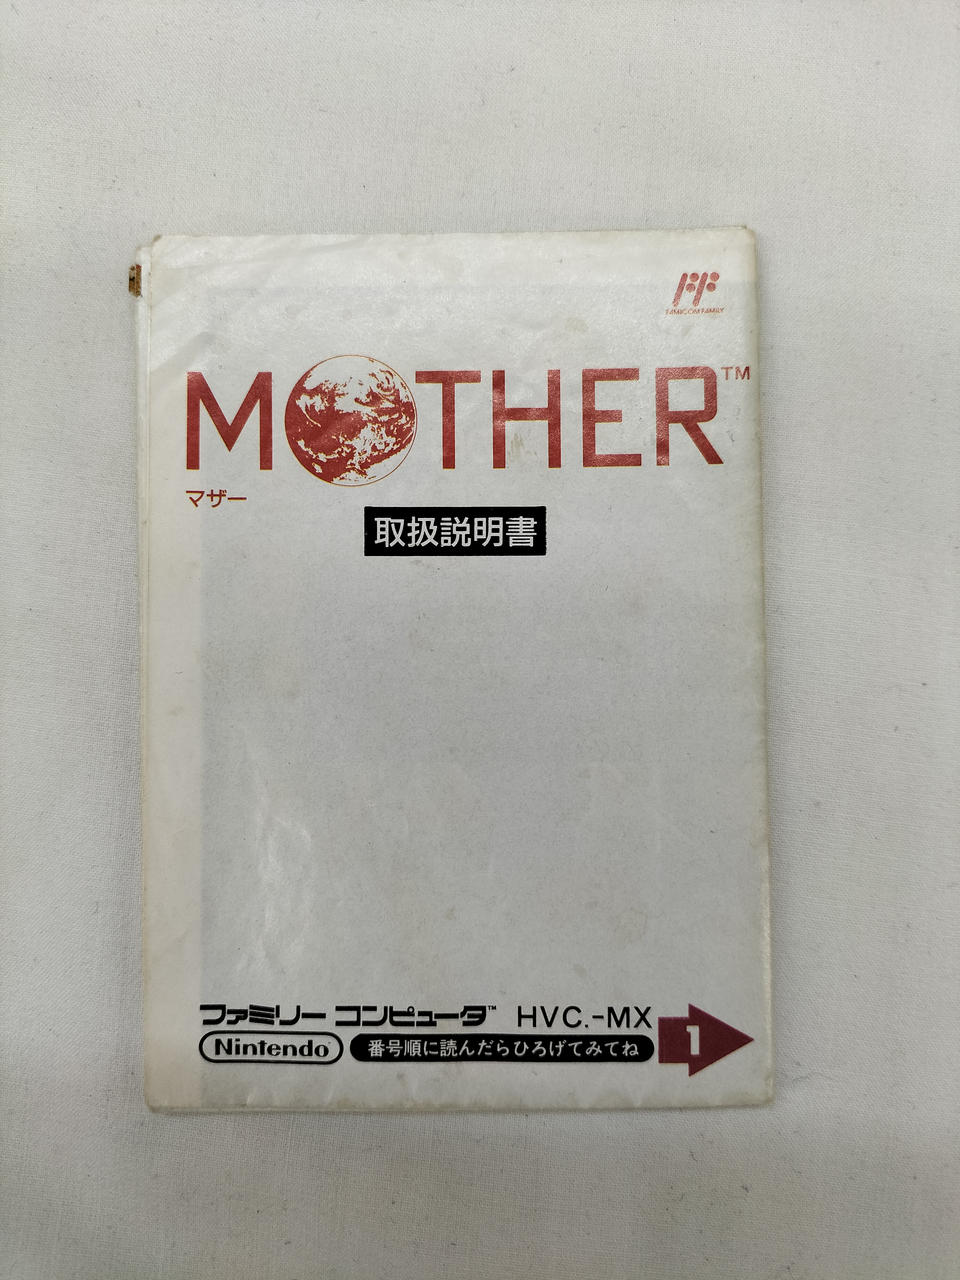 FAMICOM FAMILY
MOTHER™
マザー
取扱説明書
ファミリー コンピュータ™ HVC.-MX
Nintendo 番号順に読んだらひろげてみてね
1